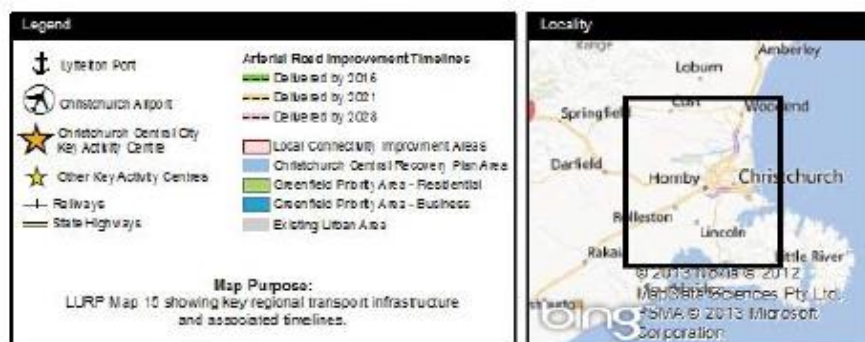 Legend
Lyttelton Port
Christchurch Airport
Christchurch Central City
Key Activity Centre
Other Key Activity Centres
Railways
State Highways
Arterial Road Improvement Timelines
Delivered by 2016
Delivered by 2021
Delivered by 2028
Local Connectivity Improvement Areas
Christchurch Central Recovery Plan Area
Greenfield Priority Area - Residential
Greenfield Priority Area - Business
Existing Urban Area
Map Purpose:
LURP Map 15 showing key regional transport infrastructure
and associated timelines.
Locality
Range
Amberley
Loburn
Springfield
Cust
Woodend
Darfield
Hornby
Christchurch
Rolleston
Lincoln
Rakaia
Little River
© 2013 Nokia © 2012
MapData Sciences Pty Ltd,
PSMA © 2013 Microsoft
Corporation
bing